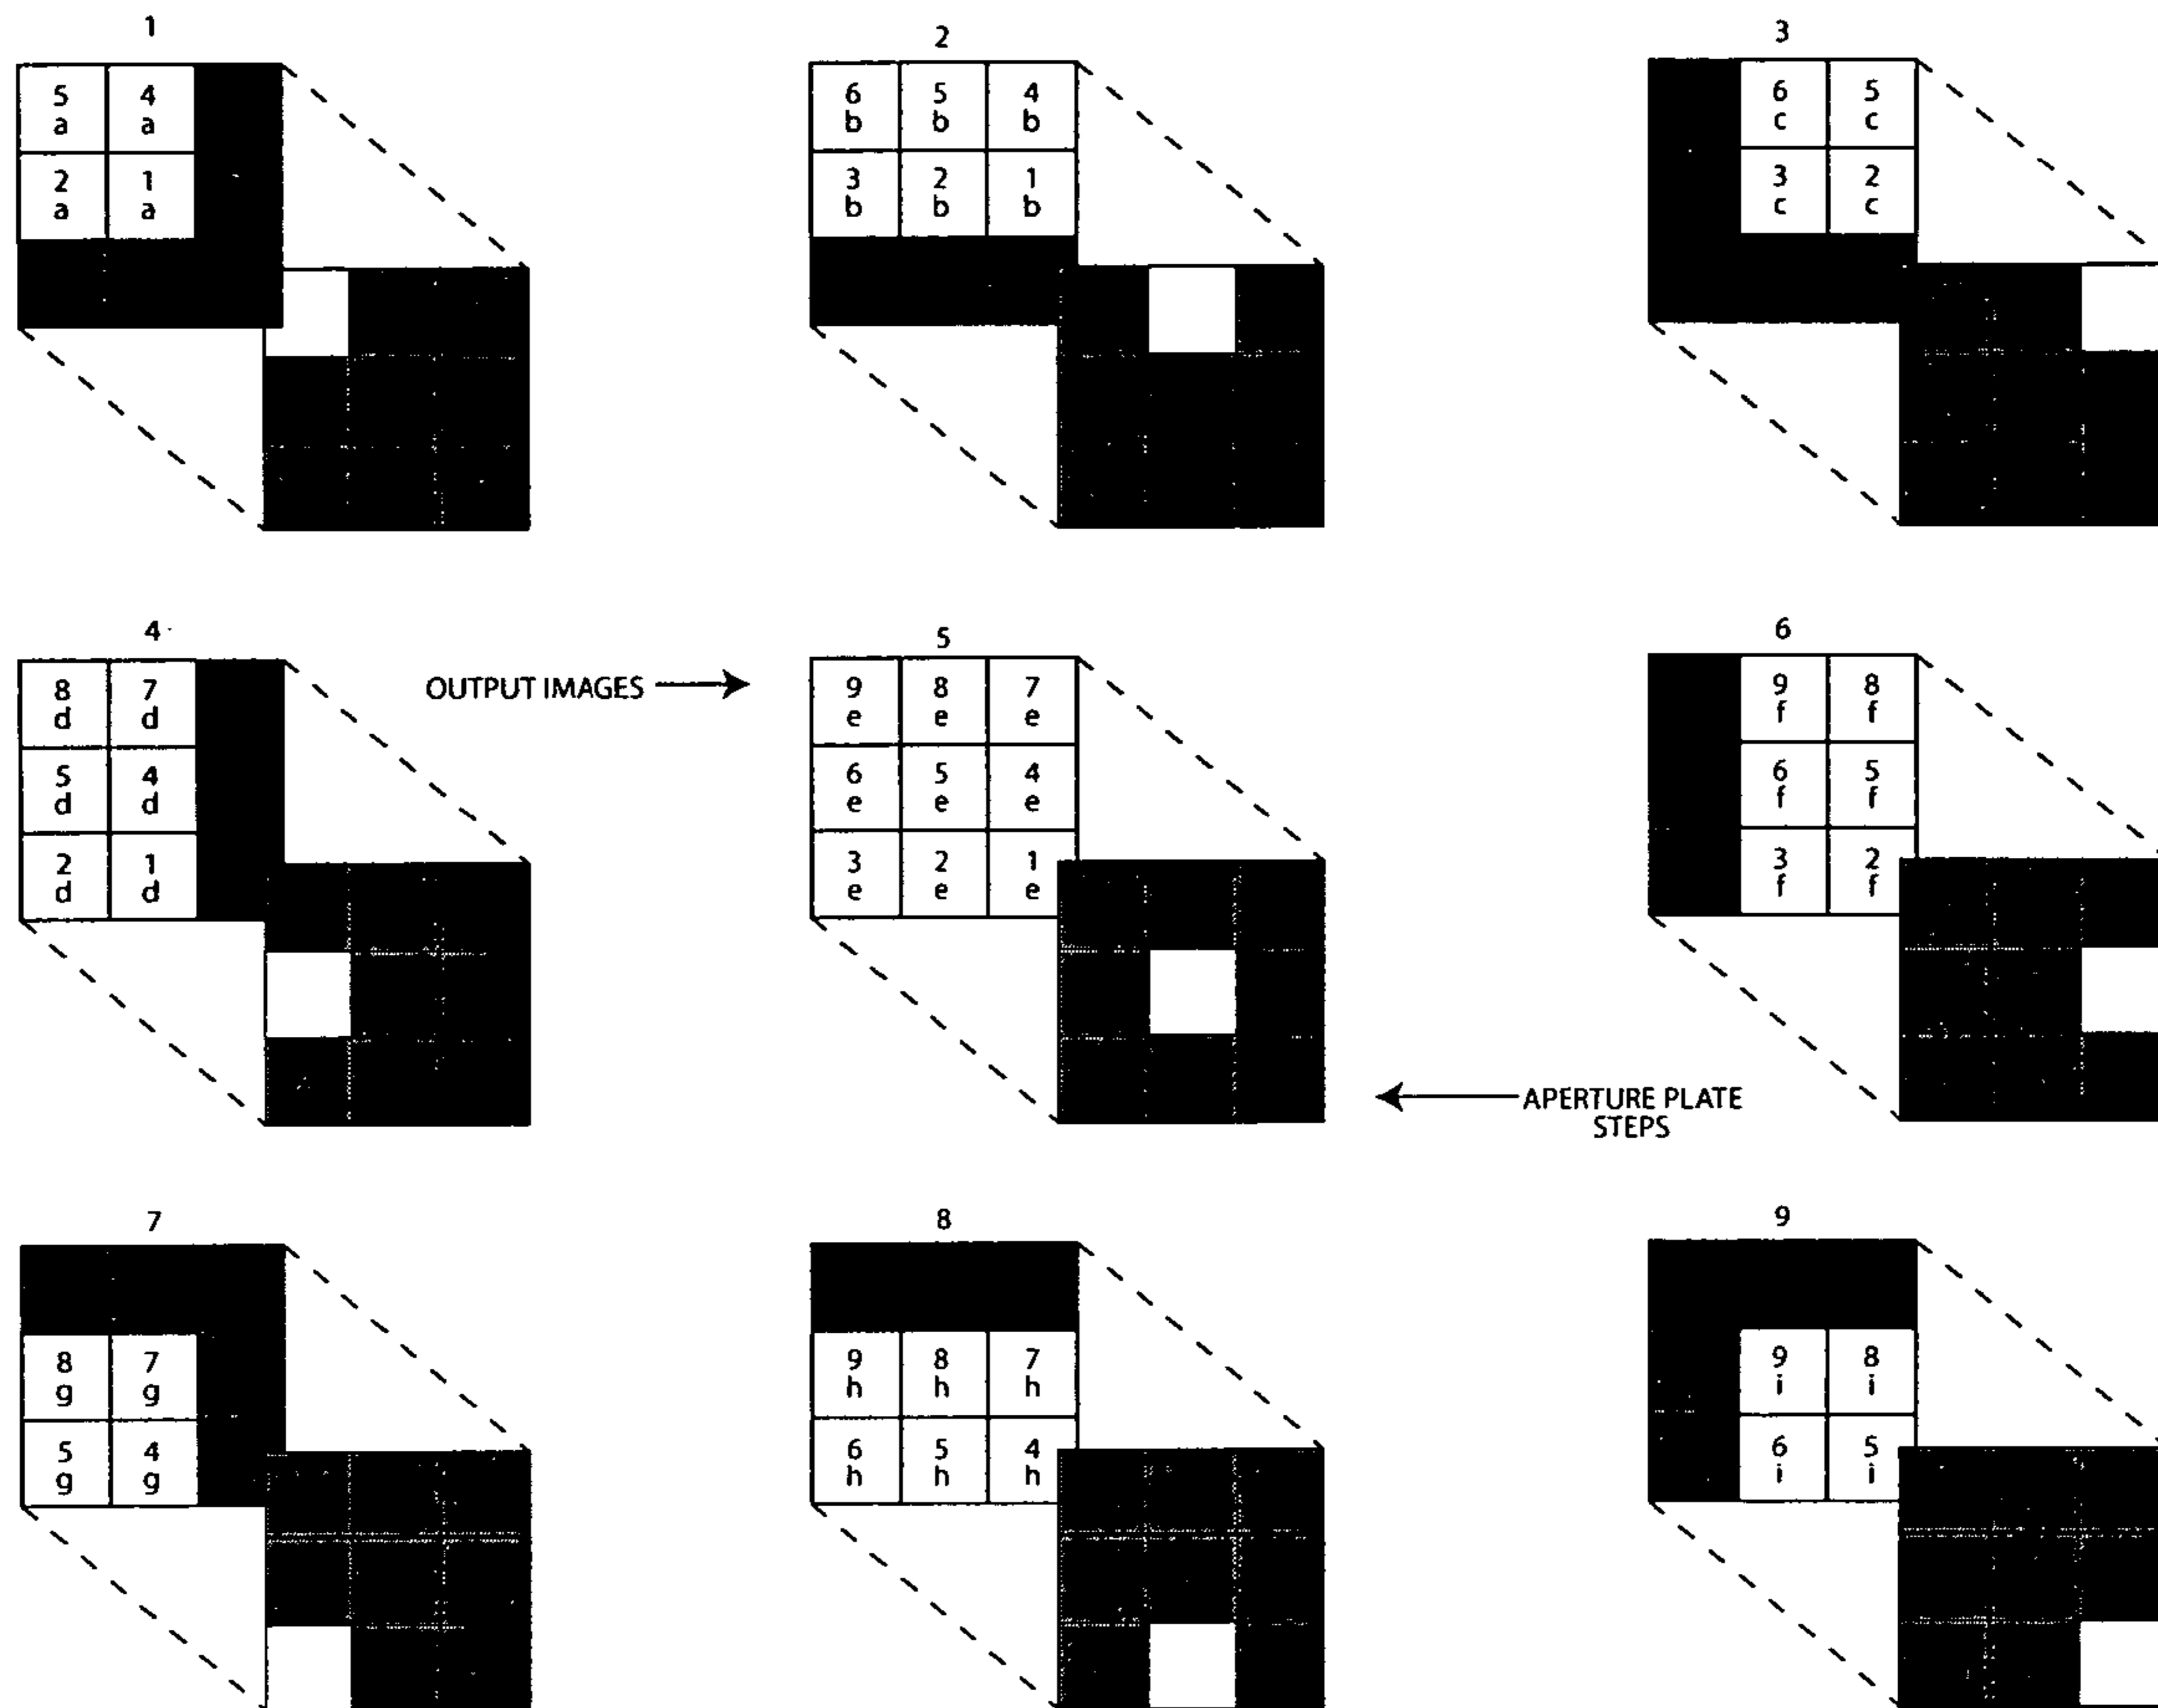 1
2
3
5 4
a a
2 1
a a
6 5 4
b b b
3 2 1
b b b
6 5
c c
3 2
c c
4
5
6
OUTPUT IMAGES
8 7
d d
5 4
d d
2 1
d d
9 8 7
e e e
6 5 4
e e e
3 2 1
e e e
9 8
f f
6 5
f f
3 2
f f
APERTURE PLATE
STEPS
7
8
9
8 7
g g
5 4
g g
9 8 7
h h h
6 5 4
h h h
9 8
i i
6 5
i i